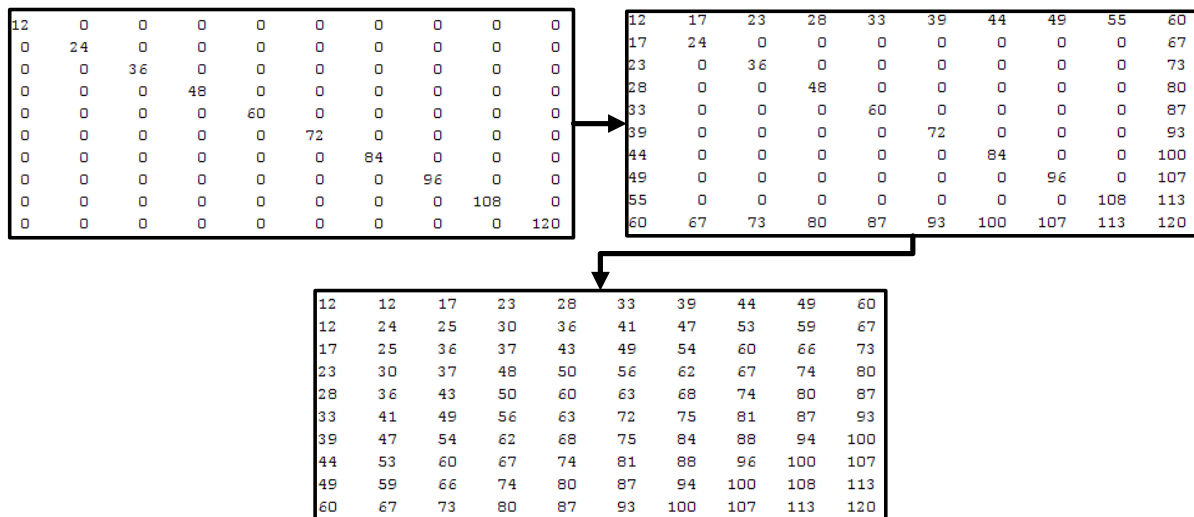 12 0 0 0 0 0 0 0 0 0
0 24 0 0 0 0 0 0 0 0
0 0 36 0 0 0 0 0 0 0
0 0 0 48 0 0 0 0 0 0
0 0 0 0 60 0 0 0 0 0
0 0 0 0 0 72 0 0 0 0
0 0 0 0 0 0 84 0 0 0
0 0 0 0 0 0 0 96 0 0
0 0 0 0 0 0 0 0 108 0
0 0 0 0 0 0 0 0 0 120
12 17 23 28 33 39 44 49 55 60
17 24 0 0 0 0 0 0 0 67
23 0 36 0 0 0 0 0 0 73
28 0 0 48 0 0 0 0 0 80
33 0 0 0 60 0 0 0 0 87
39 0 0 0 0 72 0 0 0 93
44 0 0 0 0 0 84 0 0 100
49 0 0 0 0 0 0 96 0 107
55 0 0 0 0 0 0 0 108 113
60 67 73 80 87 93 100 107 113 120
12 12 17 23 28 33 39 44 49 60
12 24 25 30 36 41 47 53 59 67
17 25 36 37 43 49 54 60 66 73
23 30 37 48 50 56 62 67 74 80
28 36 43 50 60 63 68 74 80 87
33 41 49 56 63 72 75 81 87 93
39 47 54 62 68 75 84 88 94 100
44 53 60 67 74 81 88 96 100 107
49 59 66 74 80 87 94 100 108 113
60 67 73 80 87 93 100 107 113 120